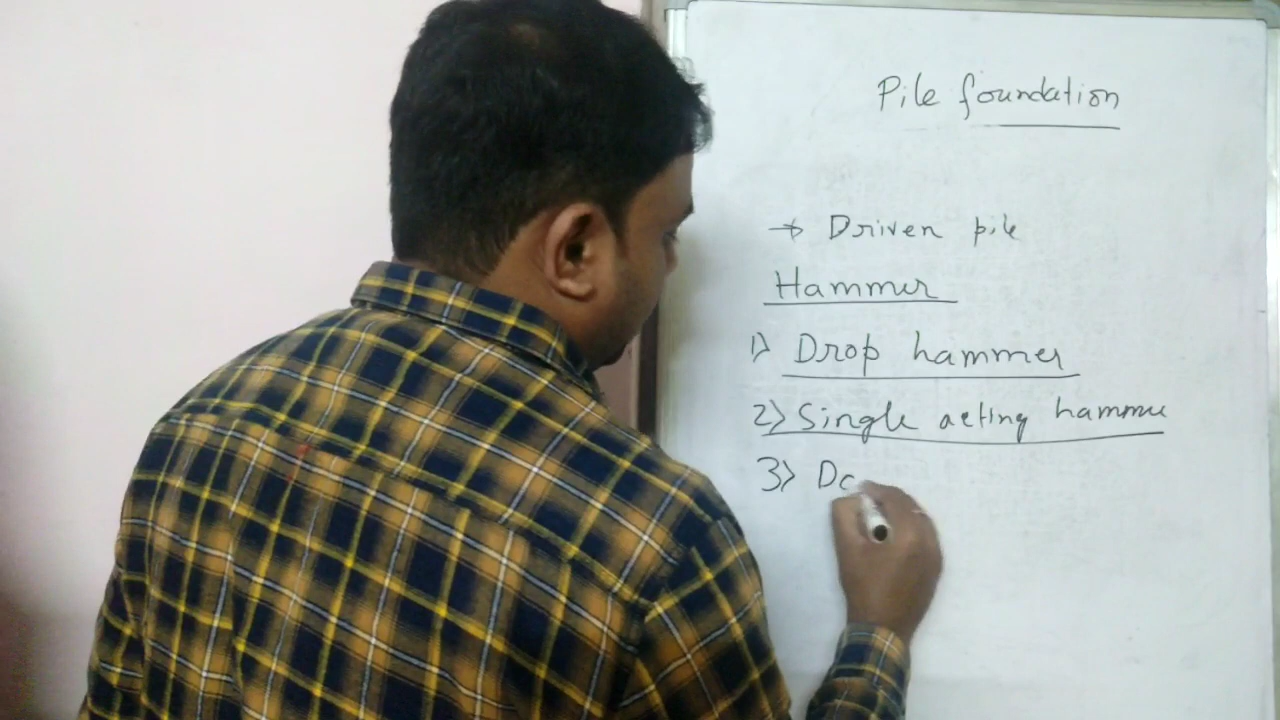 Pile foundation
→ Driven pile
Hammer
1) Drop hammer
2) Single acting hammer
3) Do